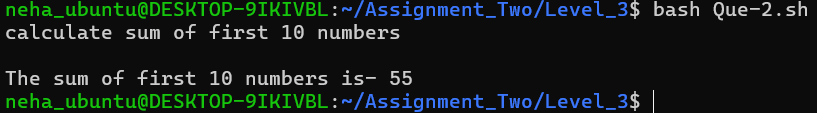 neha_ubuntu@DESKTOP-9IKIVBL:~/Assignment_Two/Level_3$ bash Que-2.sh
calculate sum of first 10 numbers
The sum of first 10 numbers is- 55
neha_ubuntu@DESKTOP-9IKIVBL:~/Assignment_Two/Level_3$